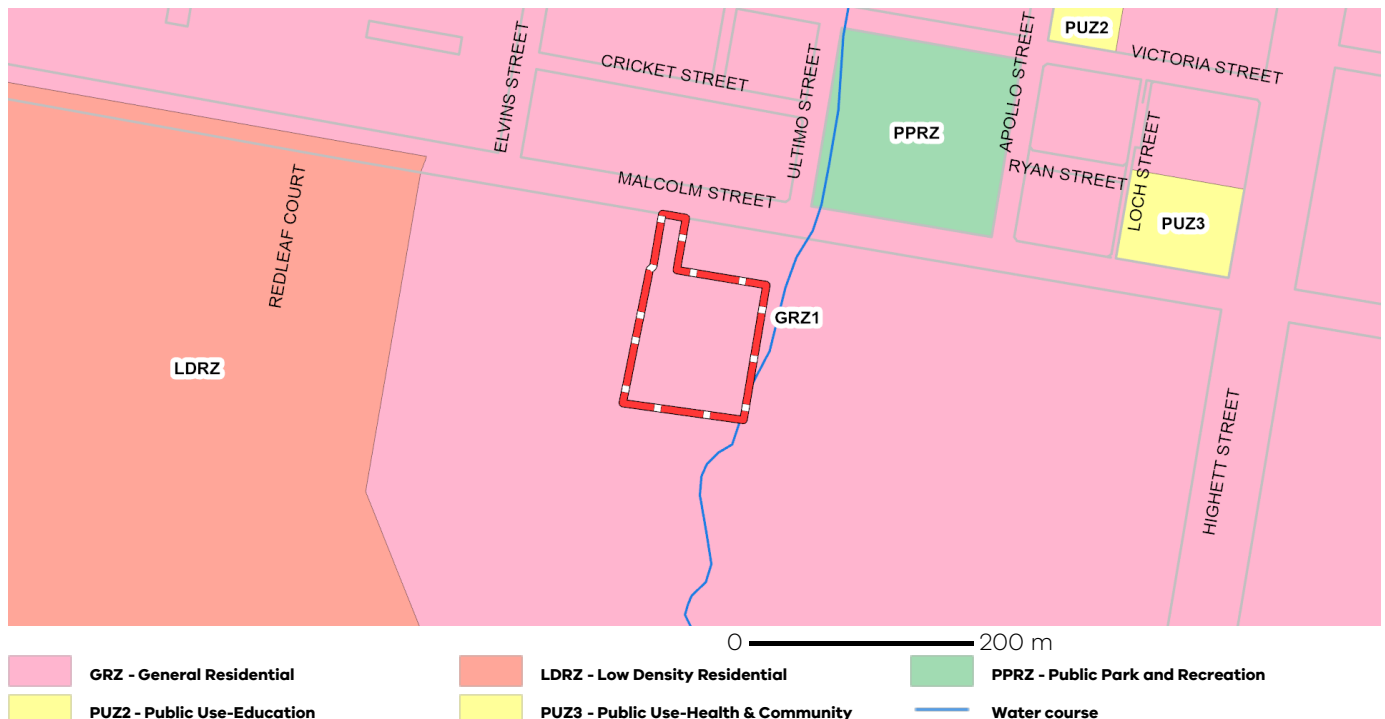 PUZ2
VICTORIA STREET
CRICKET STREET
ELVINS STREET
ULTIMO STREET
APOLLO STREET
PPRZ
LOCH STREET
RYAN STREET
MALCOLM STREET
REDLEAF COURT
PUZ3
GRZ1
LDRZ
HIGHETT STREET
0 200 m
GRZ - General Residential
LDRZ - Low Density Residential
PPRZ - Public Park and Recreation
PUZ2 - Public Use-Education
PUZ3 - Public Use-Health & Community
Water course